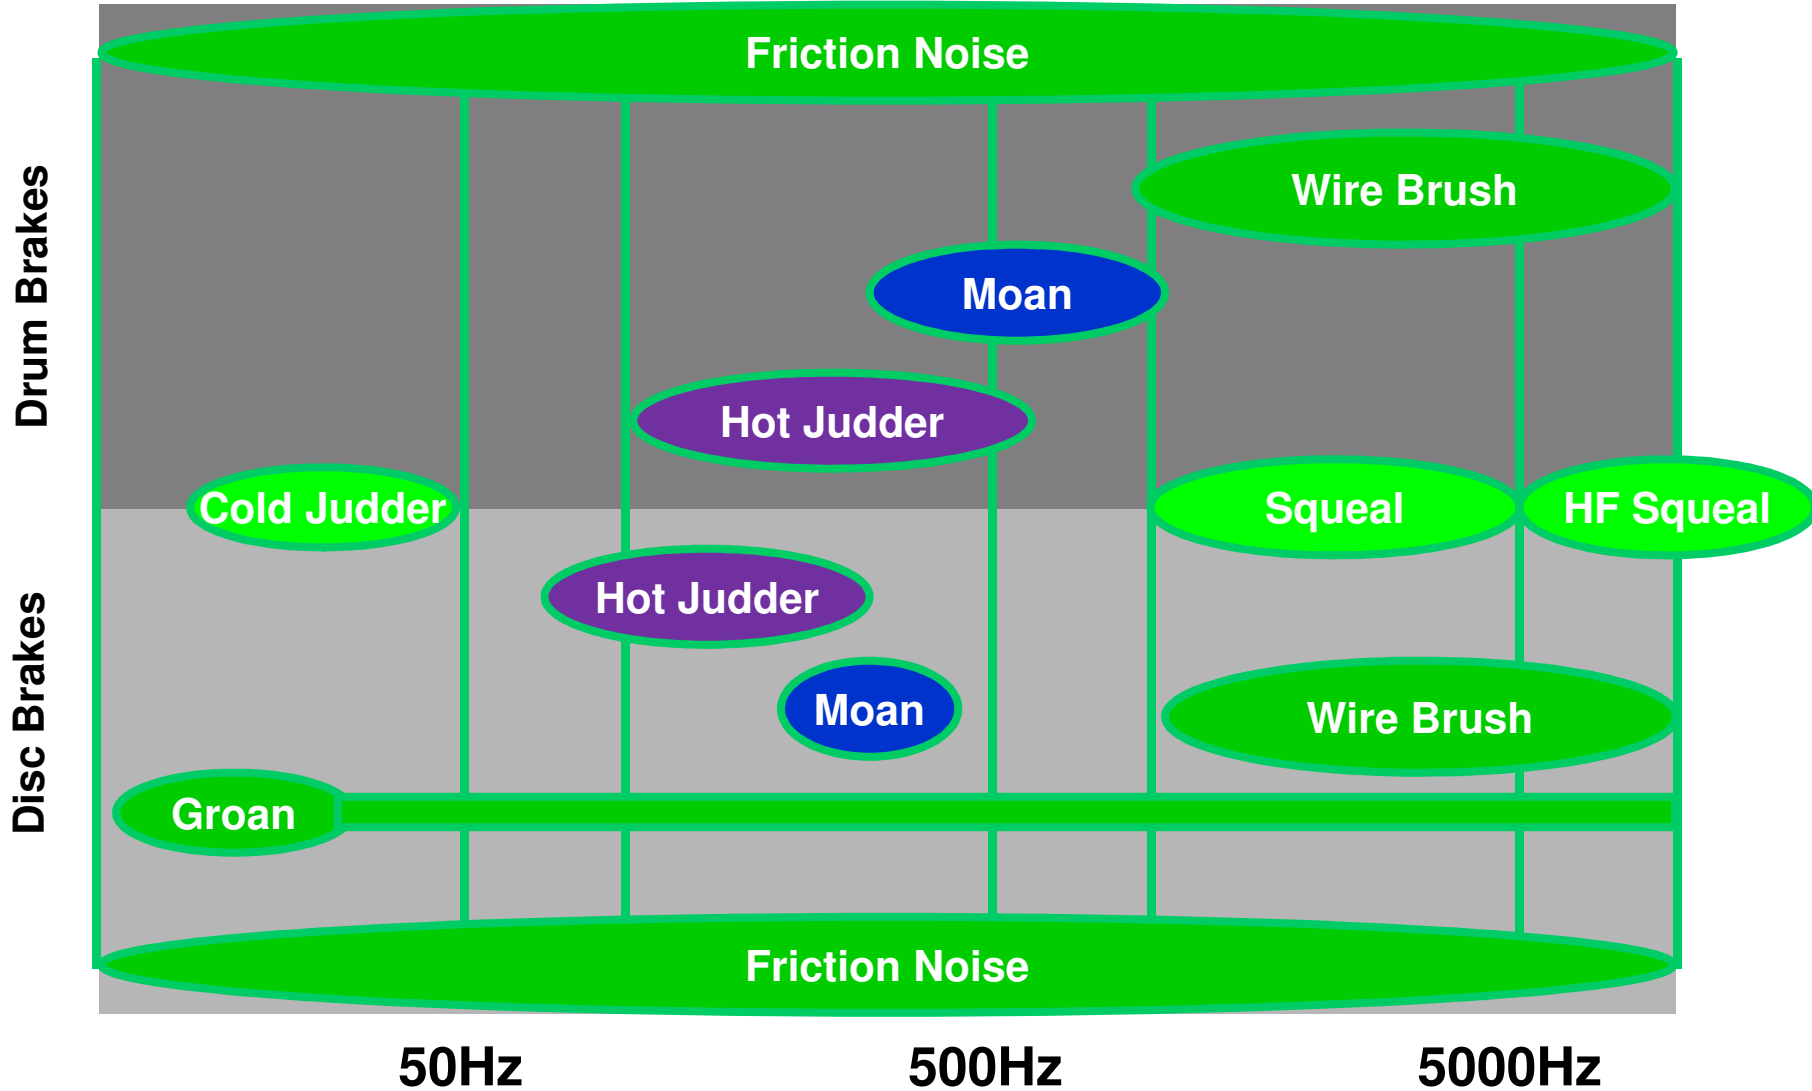 Friction Noise
Wire Brush
Moan
Drum Brakes
Hot Judder
Cold Judder
Squeal
HF Squeal
Hot Judder
Moan
Wire Brush
Disc Brakes
Groan
Friction Noise
50Hz
500Hz
5000Hz